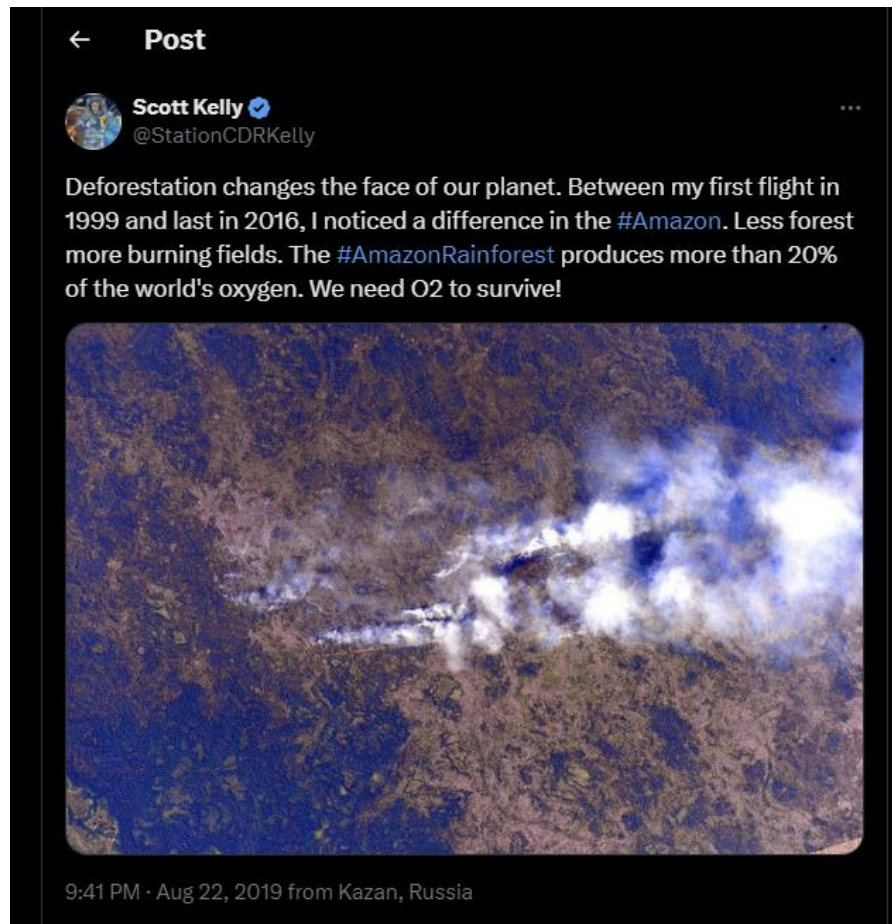 Post
Scott Kelly
@StationCDRKelly
Deforestation changes the face of our planet. Between my first flight in
1999 and last in 2016, I noticed a difference in the #Amazon. Less forest
more burning fields. The #AmazonRainforest produces more than 20%
of the world's oxygen. We need O2 to survive!
9:41 PM · Aug 22, 2019 from Kazan, Russia